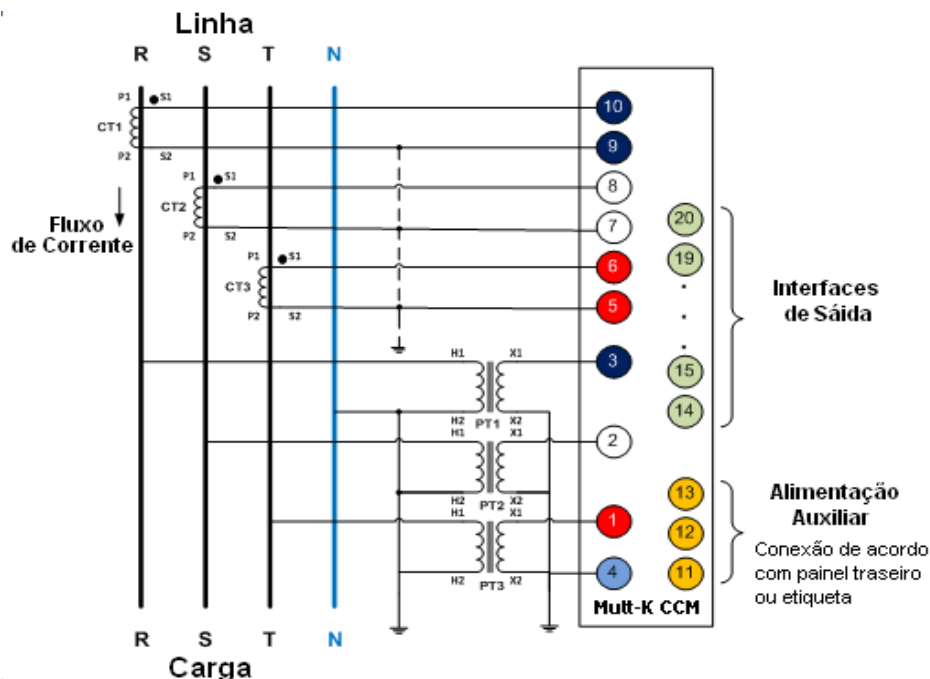 Linha
R S T N
P1 S1
CT1
P2 S2
10
9
P1 S1
CT2
P2 S2
8
7
Fluxo
de Corrente
P1 S1
CT3
P2 S2
6
5
20
19
Interfaces
de Sáida
15
14
H1 X1
3
H2 PT1 X2
H1 X1
2
H2 PT2 X2
H1 X1
1
H2 PT3 X2
4
13
12
11
Alimentação
Auxiliar
Conexão de acordo
com painel traseiro
ou etiqueta
Mutt-K CCM
R S T N
Carga